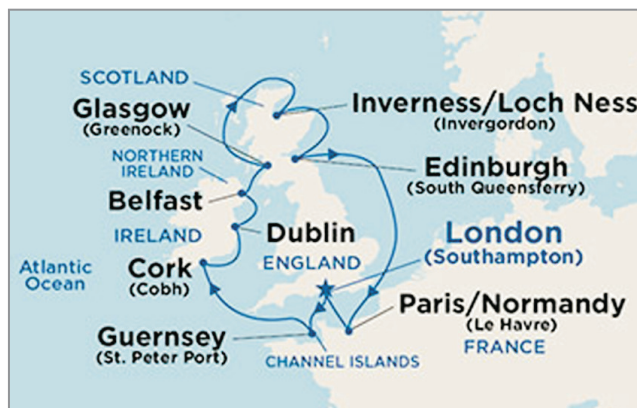 SCOTLAND
Glasgow
(Greenock)
Inverness/Loch Ness
(Invergordon)
NORTHERN
IRELAND
Edinburgh
(South Queensferry)
Belfast
IRELAND
Dublin
ENGLAND
London
(Southampton)
Atlantic
Ocean
Cork
(Cobh)
Paris/Normandy
(Le Havre)
FRANCE
Guernsey
(St. Peter Port)
CHANNEL ISLANDS